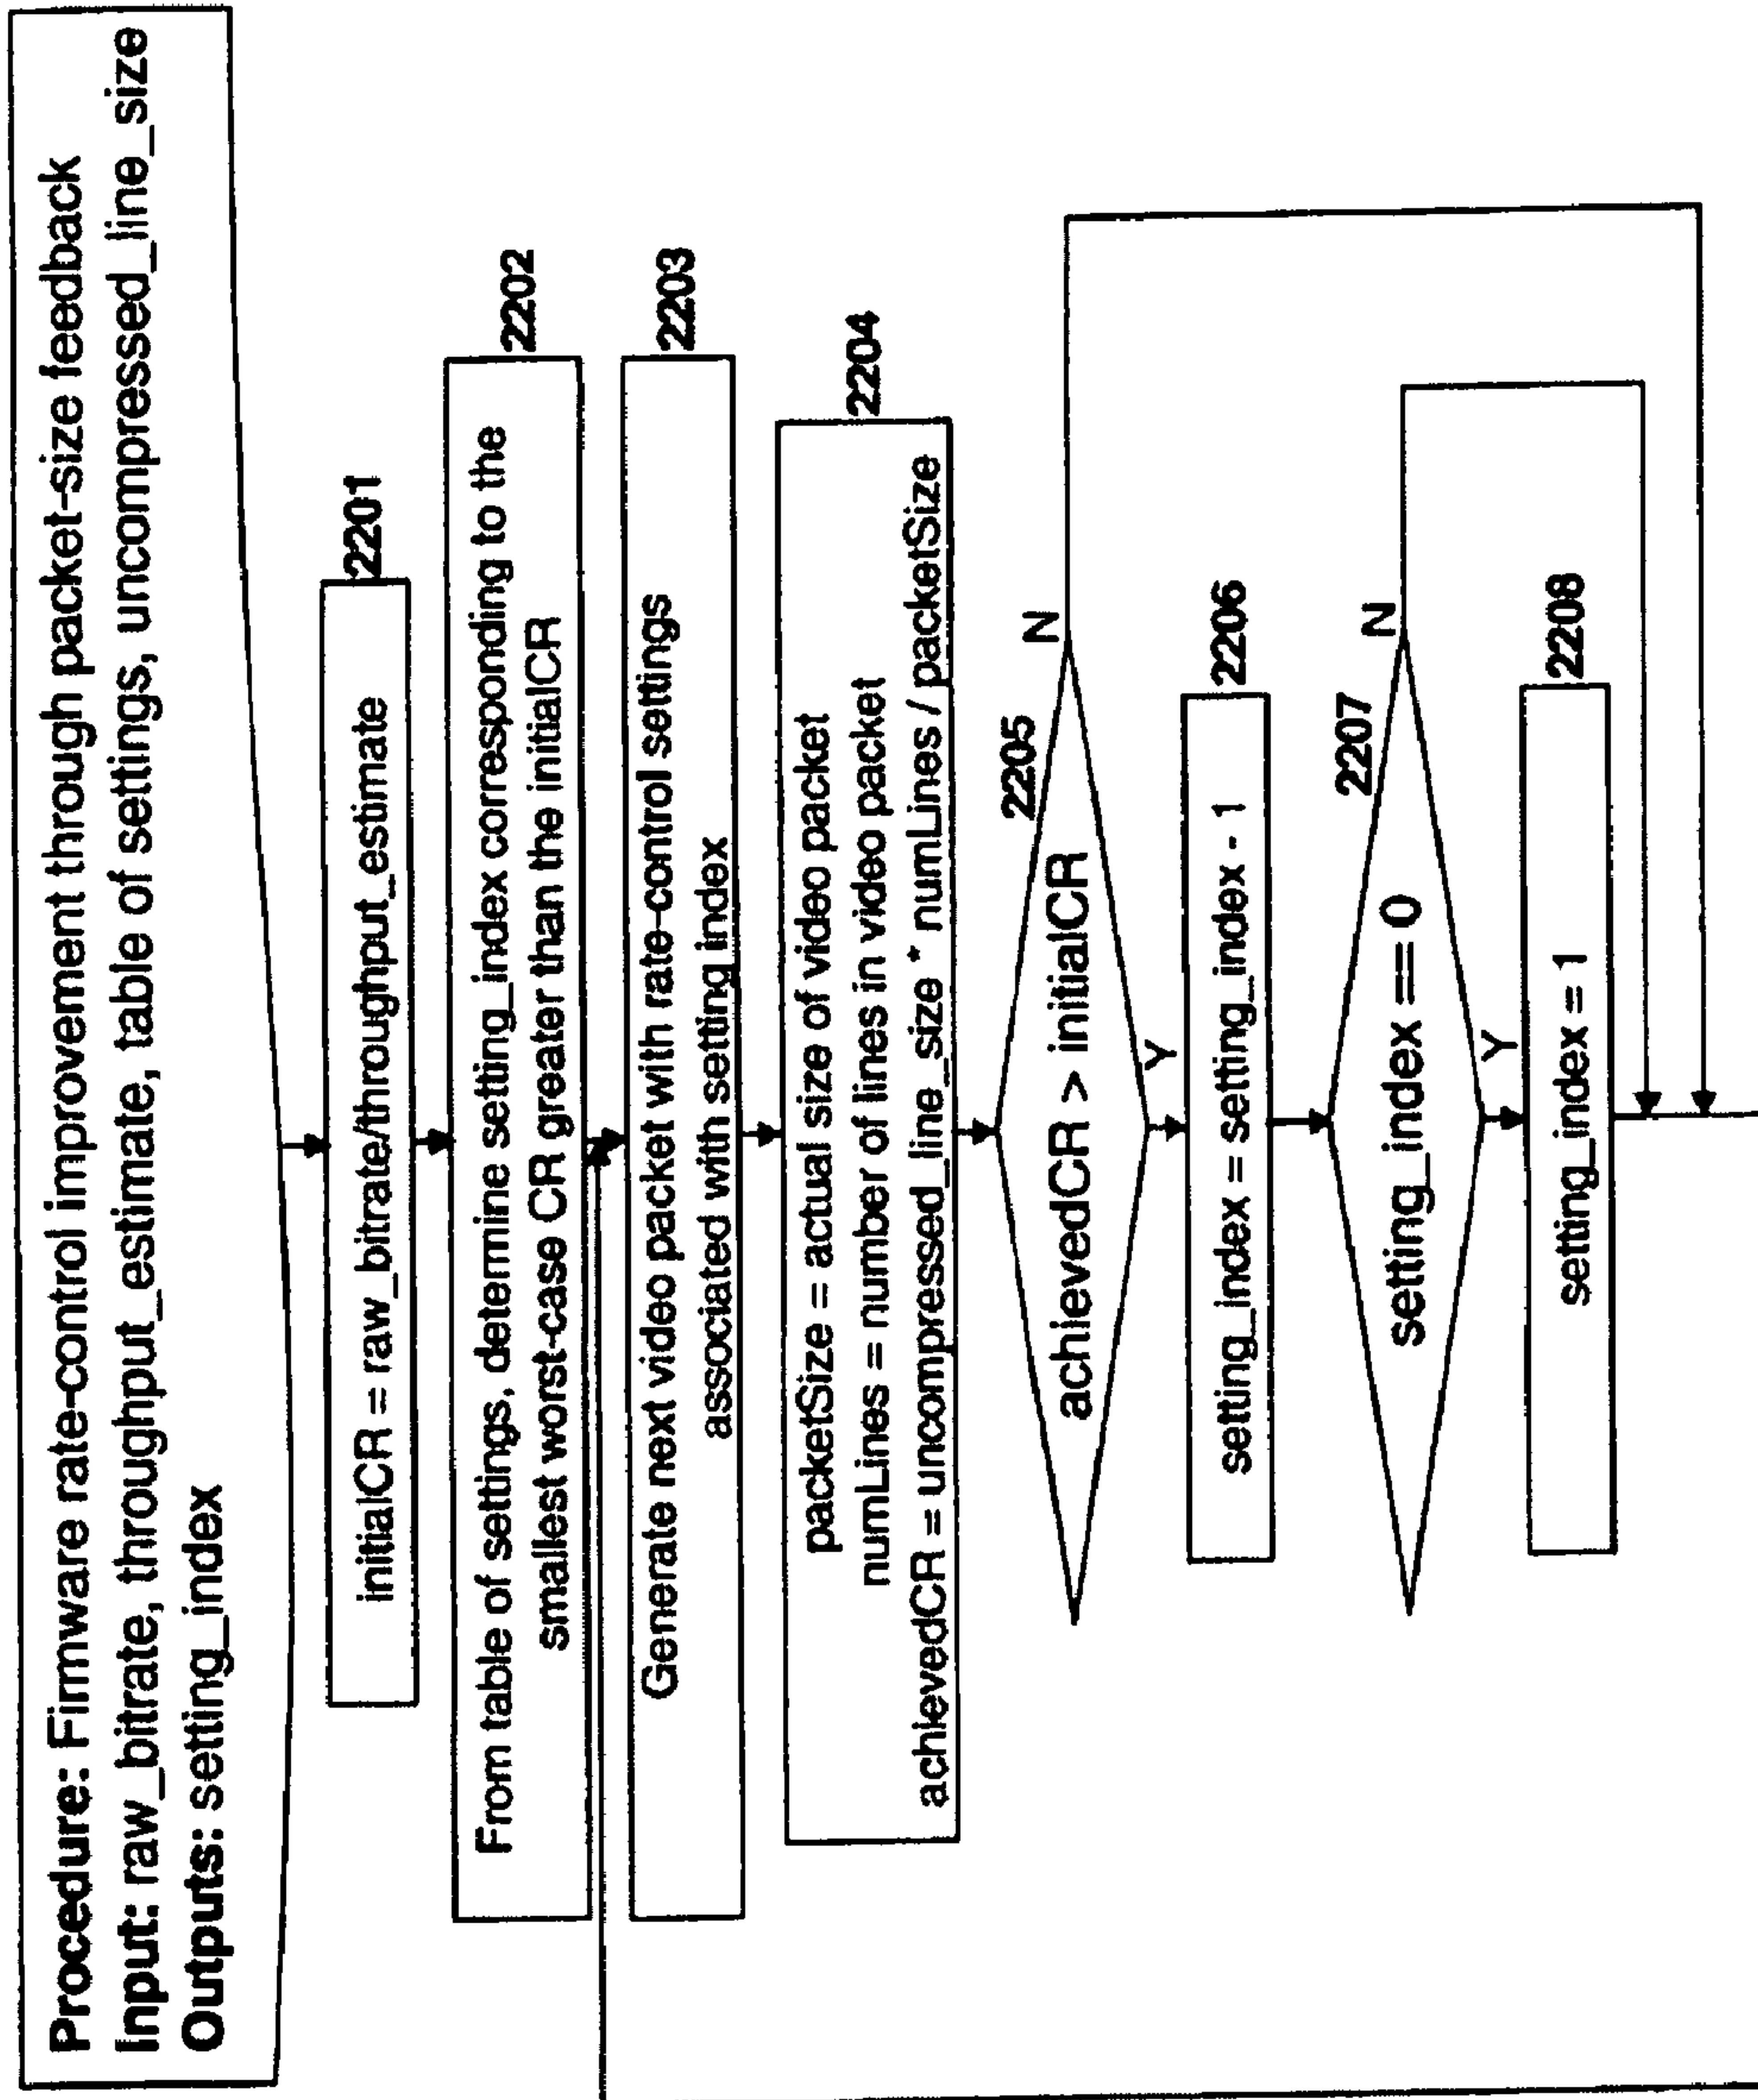 Procedure: Firmware rate-control improvement through packet-size feedback
Input: raw_bitrate, throughput_estimate, table of settings, uncompressed_line_size
Outputs: setting_index
2201
initialCR = raw_bitrate/throughput_estimate
2202
From table of settings, determine setting_index corresponding to the
smallest worst-case CR greater than the initialCR
2203
Generate next video packet with rate-control settings
associated with setting index
2204
packetSize = actual size of video packet
numLines = number of lines in video packet
achievedCR = uncompressed_line_size * numLines / packetSize
2205
achievedCR > initialCR
N
Y
2206
setting_index = setting_index - 1
2207
setting_index == 0
N
Y
2208
setting_index = 1